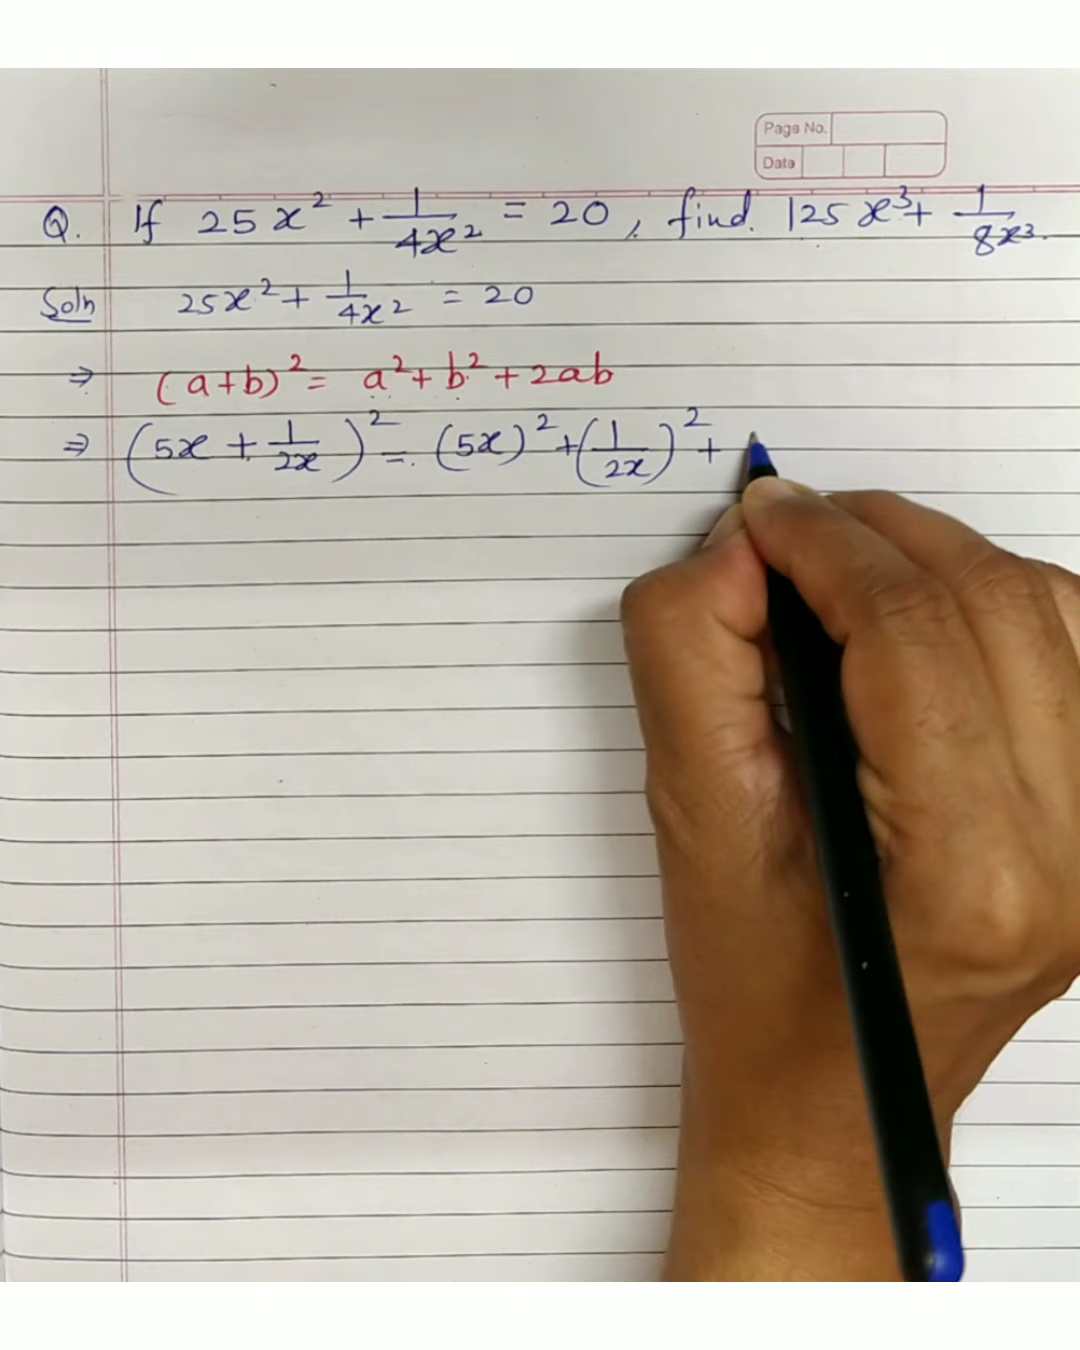 Page No.
Date
Q. If 25x² + 1/4x² = 20, find. 125x³ + 1/8x³.
Soln 25x² + 1/4x² = 20
⇒ (a+b)² = a² + b² + 2ab
⇒ (5x + 1/2x)² = (5x)² + (1/2x)² +